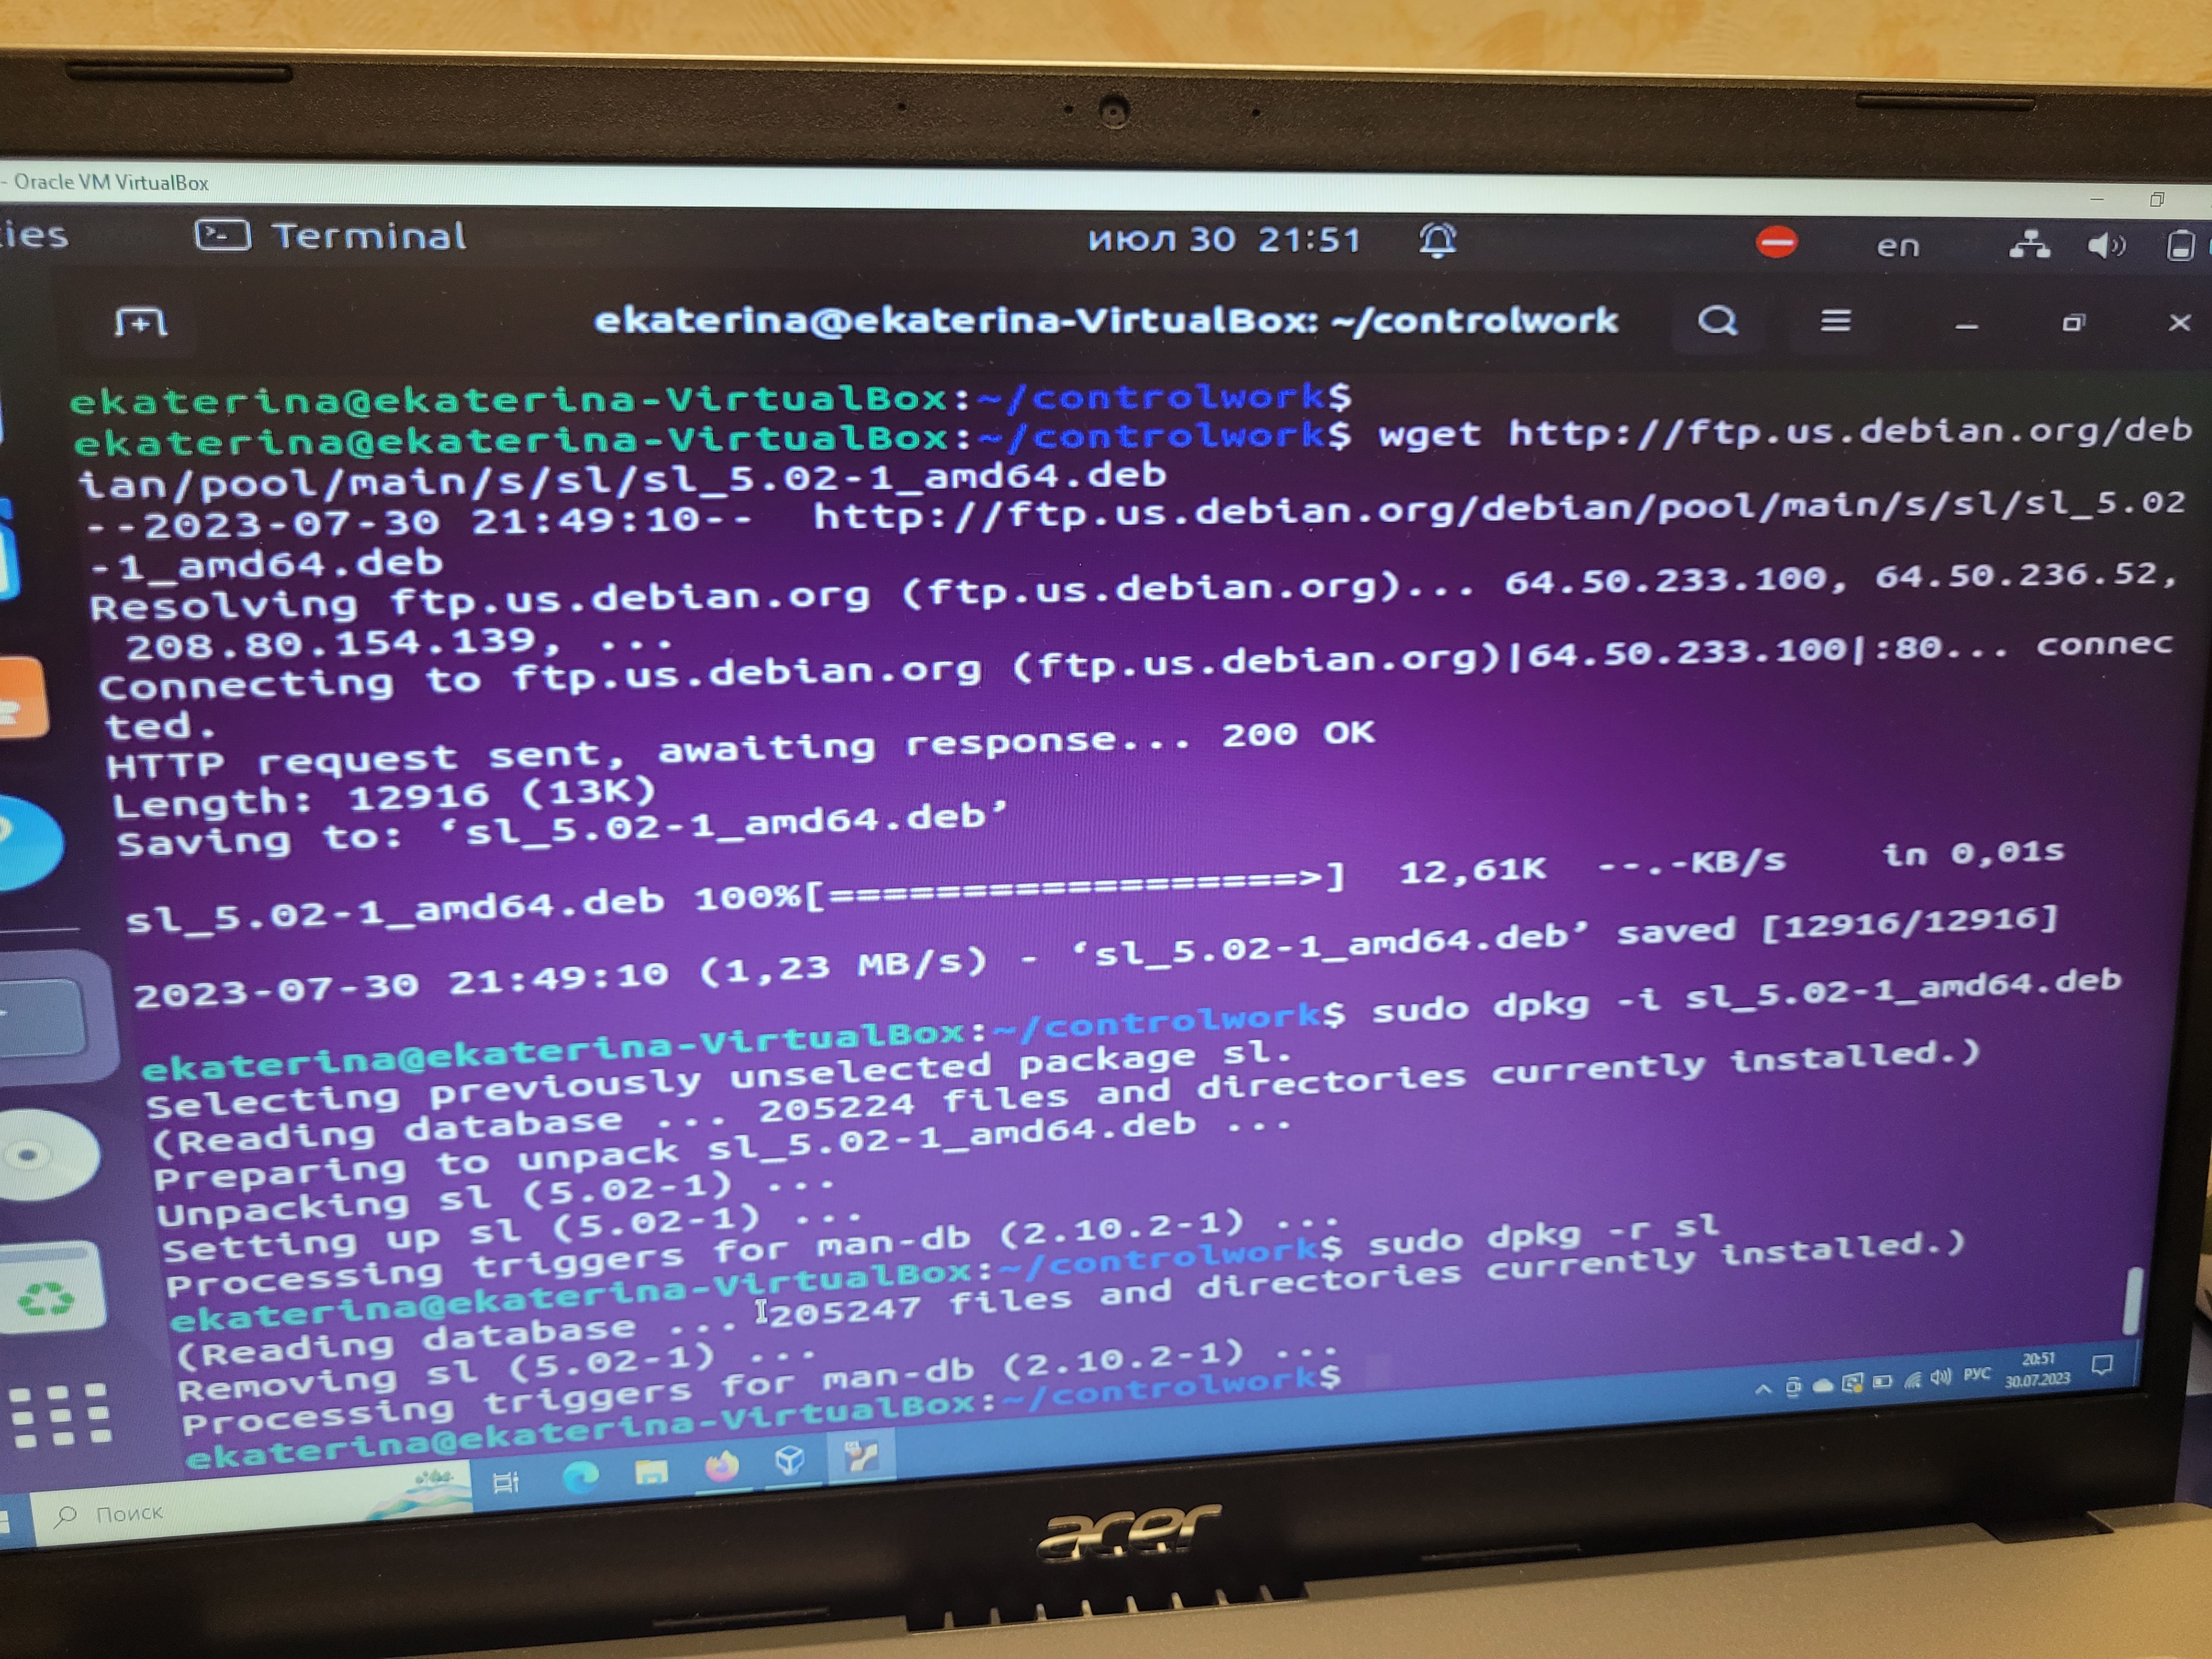 - Oracle VM VirtualBox
ies Terminal июл 30 21:51 en
ekaterina@ekaterina-VirtualBox: ~/controlwork
ekaterina@ekaterina-VirtualBox:~/controlwork$
ekaterina@ekaterina-VirtualBox:~/controlwork$ wget http://ftp.us.debian.org/deb
ian/pool/main/s/sl/sl_5.02-1_amd64.deb
--2023-07-30 21:49:10-- http://ftp.us.debian.org/debian/pool/main/s/sl/sl_5.02
-1_amd64.deb
Resolving ftp.us.debian.org (ftp.us.debian.org)... 64.50.233.100, 64.50.236.52,
208.80.154.139, ...
Connecting to ftp.us.debian.org (ftp.us.debian.org)|64.50.233.100|:80... connec
ted.
HTTP request sent, awaiting response... 200 OK
Length: 12916 (13K)
Saving to: ‘sl_5.02-1_amd64.deb’
sl_5.02-1_amd64.deb 100%[==================>] 12,61K --.-KB/s in 0,01s
2023-07-30 21:49:10 (1,23 MB/s) - ‘sl_5.02-1_amd64.deb’ saved [12916/12916]
ekaterina@ekaterina-VirtualBox:~/controlwork$ sudo dpkg -i sl_5.02-1_amd64.deb
Selecting previously unselected package sl.
(Reading database ... 205224 files and directories currently installed.)
Preparing to unpack sl_5.02-1_amd64.deb ...
Unpacking sl (5.02-1) ...
Setting up sl (5.02-1) ...
Processing triggers for man-db (2.10.2-1) ...
ekaterina@ekaterina-VirtualBox:~/controlwork$ sudo dpkg -r sl
(Reading database ... 205247 files and directories currently installed.)
Removing sl (5.02-1) ...
Processing triggers for man-db (2.10.2-1) ...
ekaterina@ekaterina-VirtualBox:~/controlwork$
Поиск
РУС
20:51
30.07.2023
acer